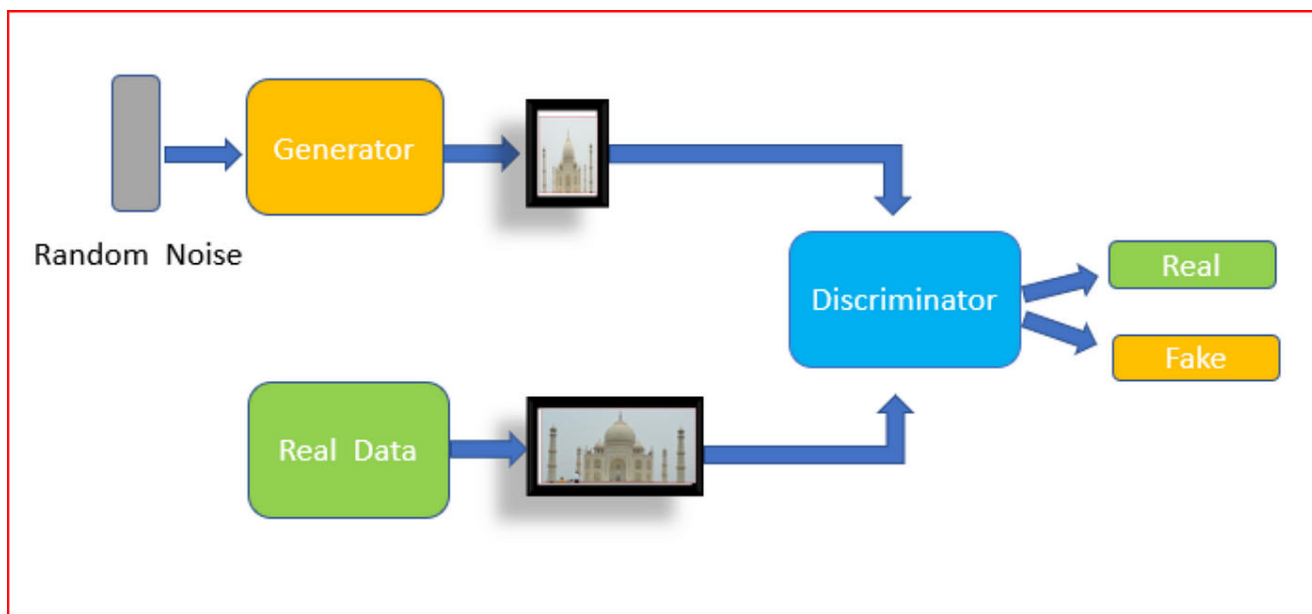 Generator
Random Noise
Real
Discriminator
Fake
Real Data